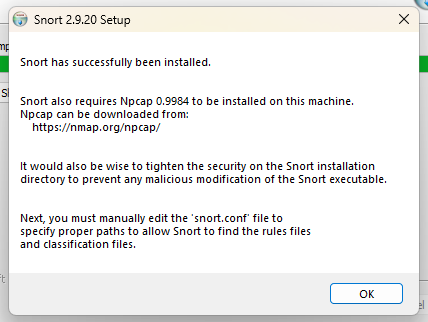 Snort 2.9.20 Setup
Snort has successfully been installed.
Snort also requires Npcap 0.9984 to be installed on this machine.
Npcap can be downloaded from:
https://nmap.org/npcap/
It would also be wise to tighten the security on the Snort installation
directory to prevent any malicious modification of the Snort executable.
Next, you must manually edit the 'snort.conf' file to
specify proper paths to allow Snort to find the rules files
and classification files.
OK